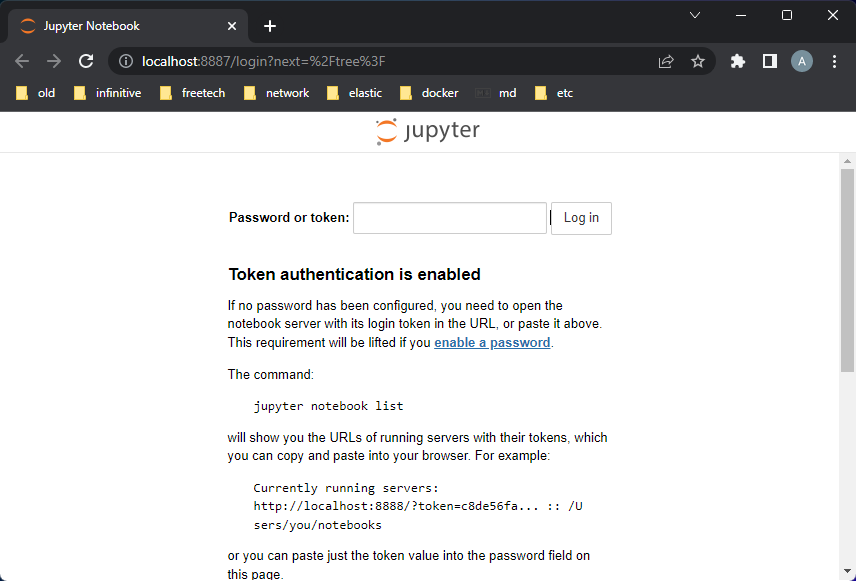 Jupyter Notebook
localhost:8887/login?next=%2Ftree%3F
A
old infinitive freetech network elastic docker md etc
jupyter
Password or token: Log in
Token authentication is enabled
If no password has been configured, you need to open the
notebook server with its login token in the URL, or paste it above.
This requirement will be lifted if you enable a password.
The command:
jupyter notebook list
will show you the URLs of running servers with their tokens, which
you can copy and paste into your browser. For example:
Currently running servers:
http://localhost:8888/?token=c8de56fa... :: /U
sers/you/notebooks
or you can paste just the token value into the password field on
this page.